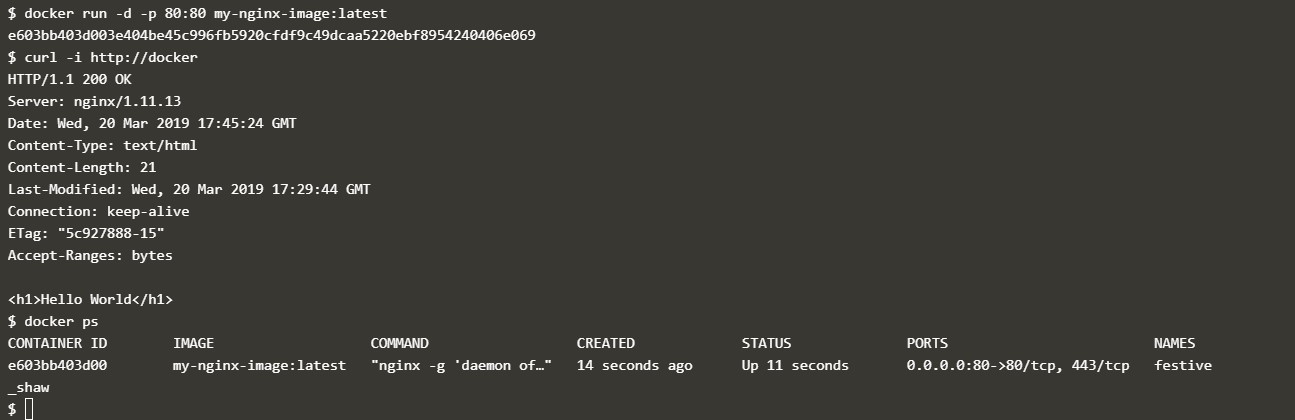 $ docker run -d -p 80:80 my-nginx-image:latest
e603bb403d003e404be45c996fb5920cfdf9c49dcaa5220ebf8954240406e069
$ curl -i http://docker
HTTP/1.1 200 OK
Server: nginx/1.11.13
Date: Wed, 20 Mar 2019 17:45:24 GMT
Content-Type: text/html
Content-Length: 21
Last-Modified: Wed, 20 Mar 2019 17:29:44 GMT
Connection: keep-alive
ETag: "5c927888-15"
Accept-Ranges: bytes

<h1>Hello World</h1>
$ docker ps
CONTAINER ID        IMAGE                   COMMAND                  CREATED             STATUS              PORTS                         NAMES
e603bb403d00        my-nginx-image:latest   "nginx -g 'daemon of…"   14 seconds ago      Up 11 seconds       0.0.0.0:80->80/tcp, 443/tcp   festive
_shaw
$